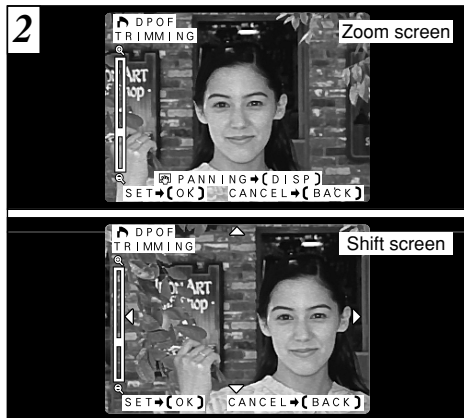 2
DPOF
TRIMMING
Zoom screen
ART
PANNING➡❲DISP❳
SET➡❲OK❳ CANCEL➡❲BACK❳
DPOF
TRIMMING
Shift screen
ART
SET➡❲OK❳ CANCEL➡❲BACK❳